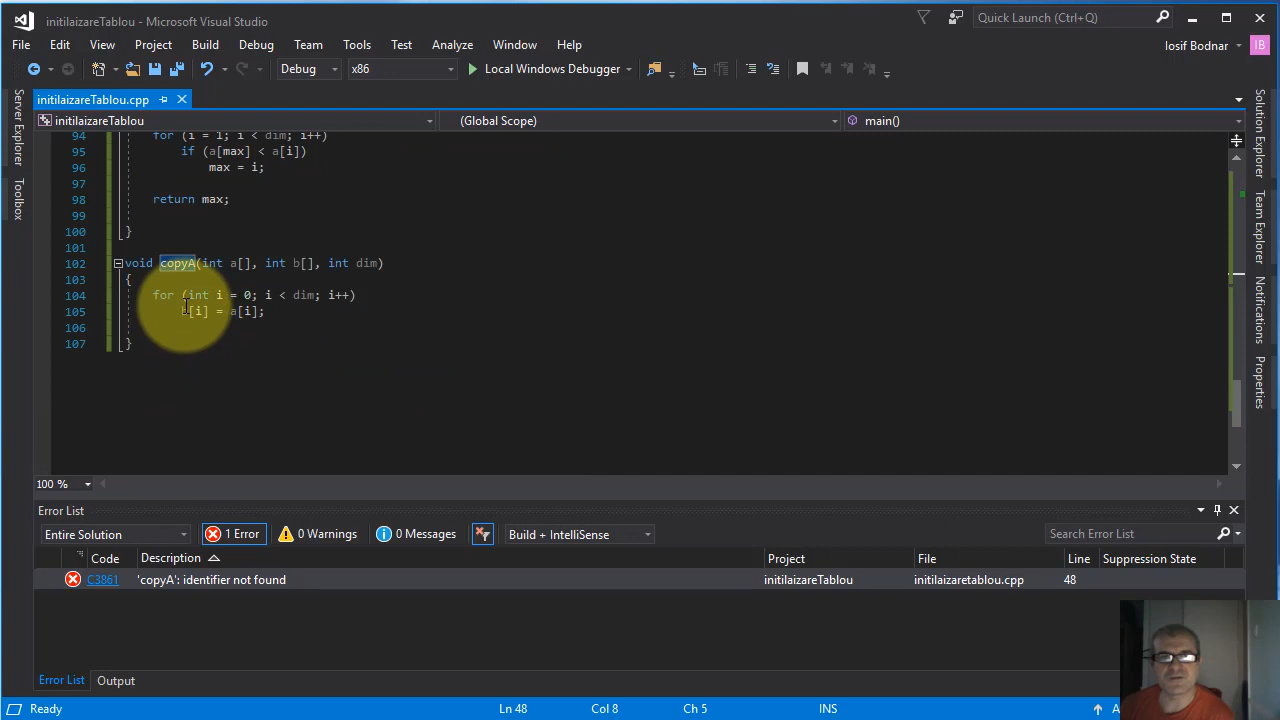 initilaizareTablou - Microsoft Visual Studio
Quick Launch (Ctrl+Q)
File Edit View Project Build Debug Team Tools Test Analyze Window Help
Iosif Bodnar IB
Debug x86 Local Windows Debugger
Server Explorer
Toolbox
initilaizareTablou.cpp
initilaizareTablou (Global Scope) main()
94 for (i = 1; i < dim; i++)
95 if (a[max] < a[i])
96 max = i;
97
98 return max;
99
100 }
101
102 void copyA(int a[], int b[], int dim)
103 {
104 for (int i = 0; i < dim; i++)
105 [i] = a[i];
106
107 }
Solution Explorer
Team Explorer
Notifications
Properties
100 %
Error List
Entire Solution 1 Error 0 Warnings 0 Messages Build + IntelliSense Search Error List
Code Description Project File Line Suppression State
C3861 'copyA': identifier not found initilaizareTablou initilaizaretablou.cpp 48
Error List Output
Ready Ln 48 Col 8 Ch 5 INS